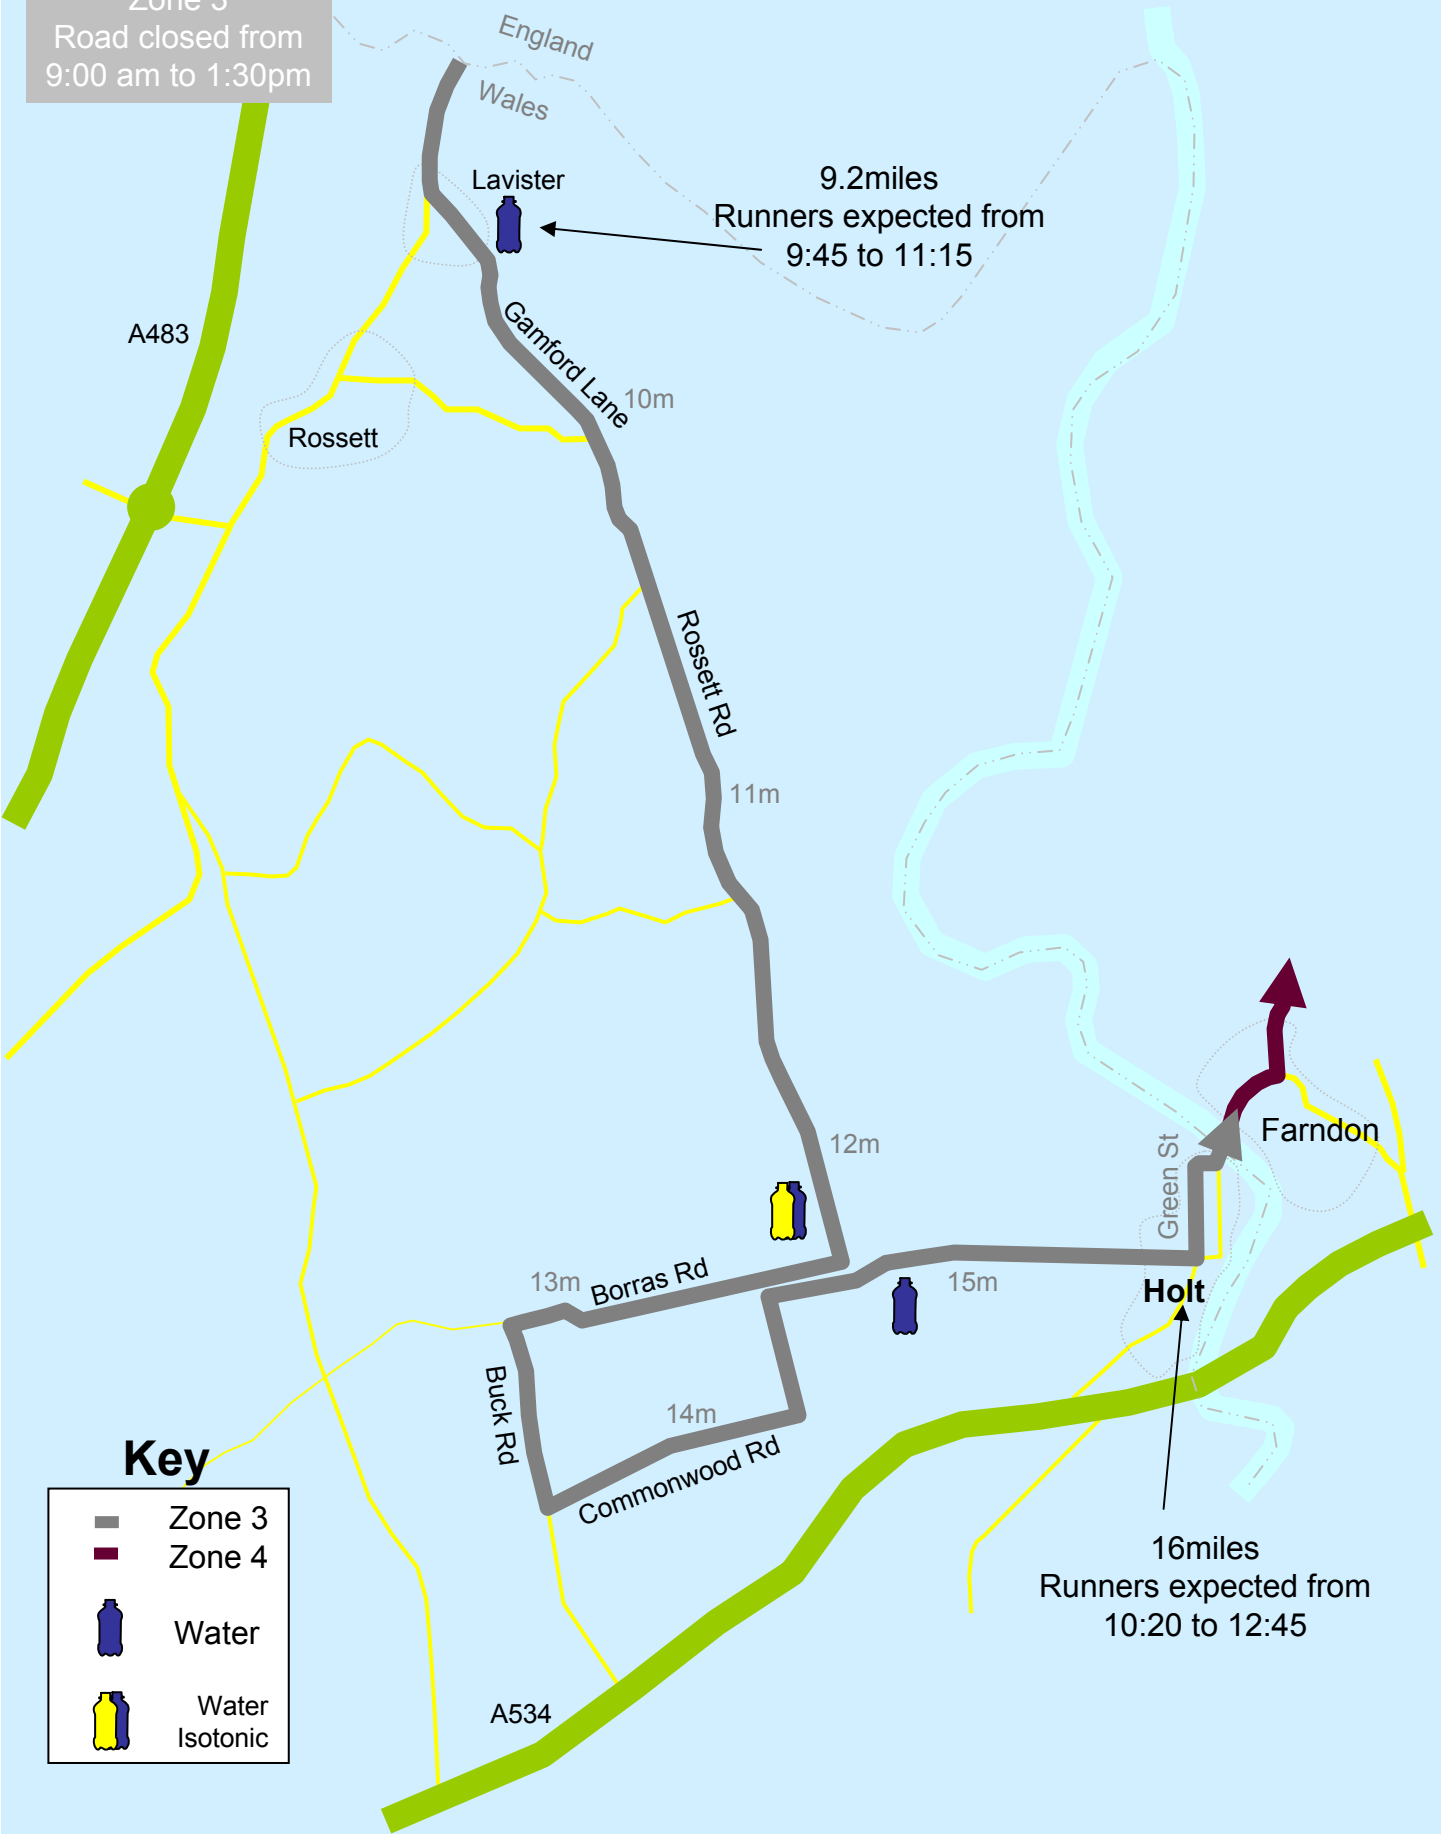 Zone 3
Road closed from
9:00 am to 1:30pm
England
Wales
Lavister
9.2miles
Runners expected from
9:45 to 11:15
A483
Gamford Lane
10m
Rossett
Rossett Rd
11m
12m
Farndon
Green St
Borras Rd
13m
15m
Holt
Buck Rd
14m
Commonwood Rd
16miles
Runners expected from
10:20 to 12:45
A534
Key
Zone 3
Zone 4
Water
Water
Isotonic